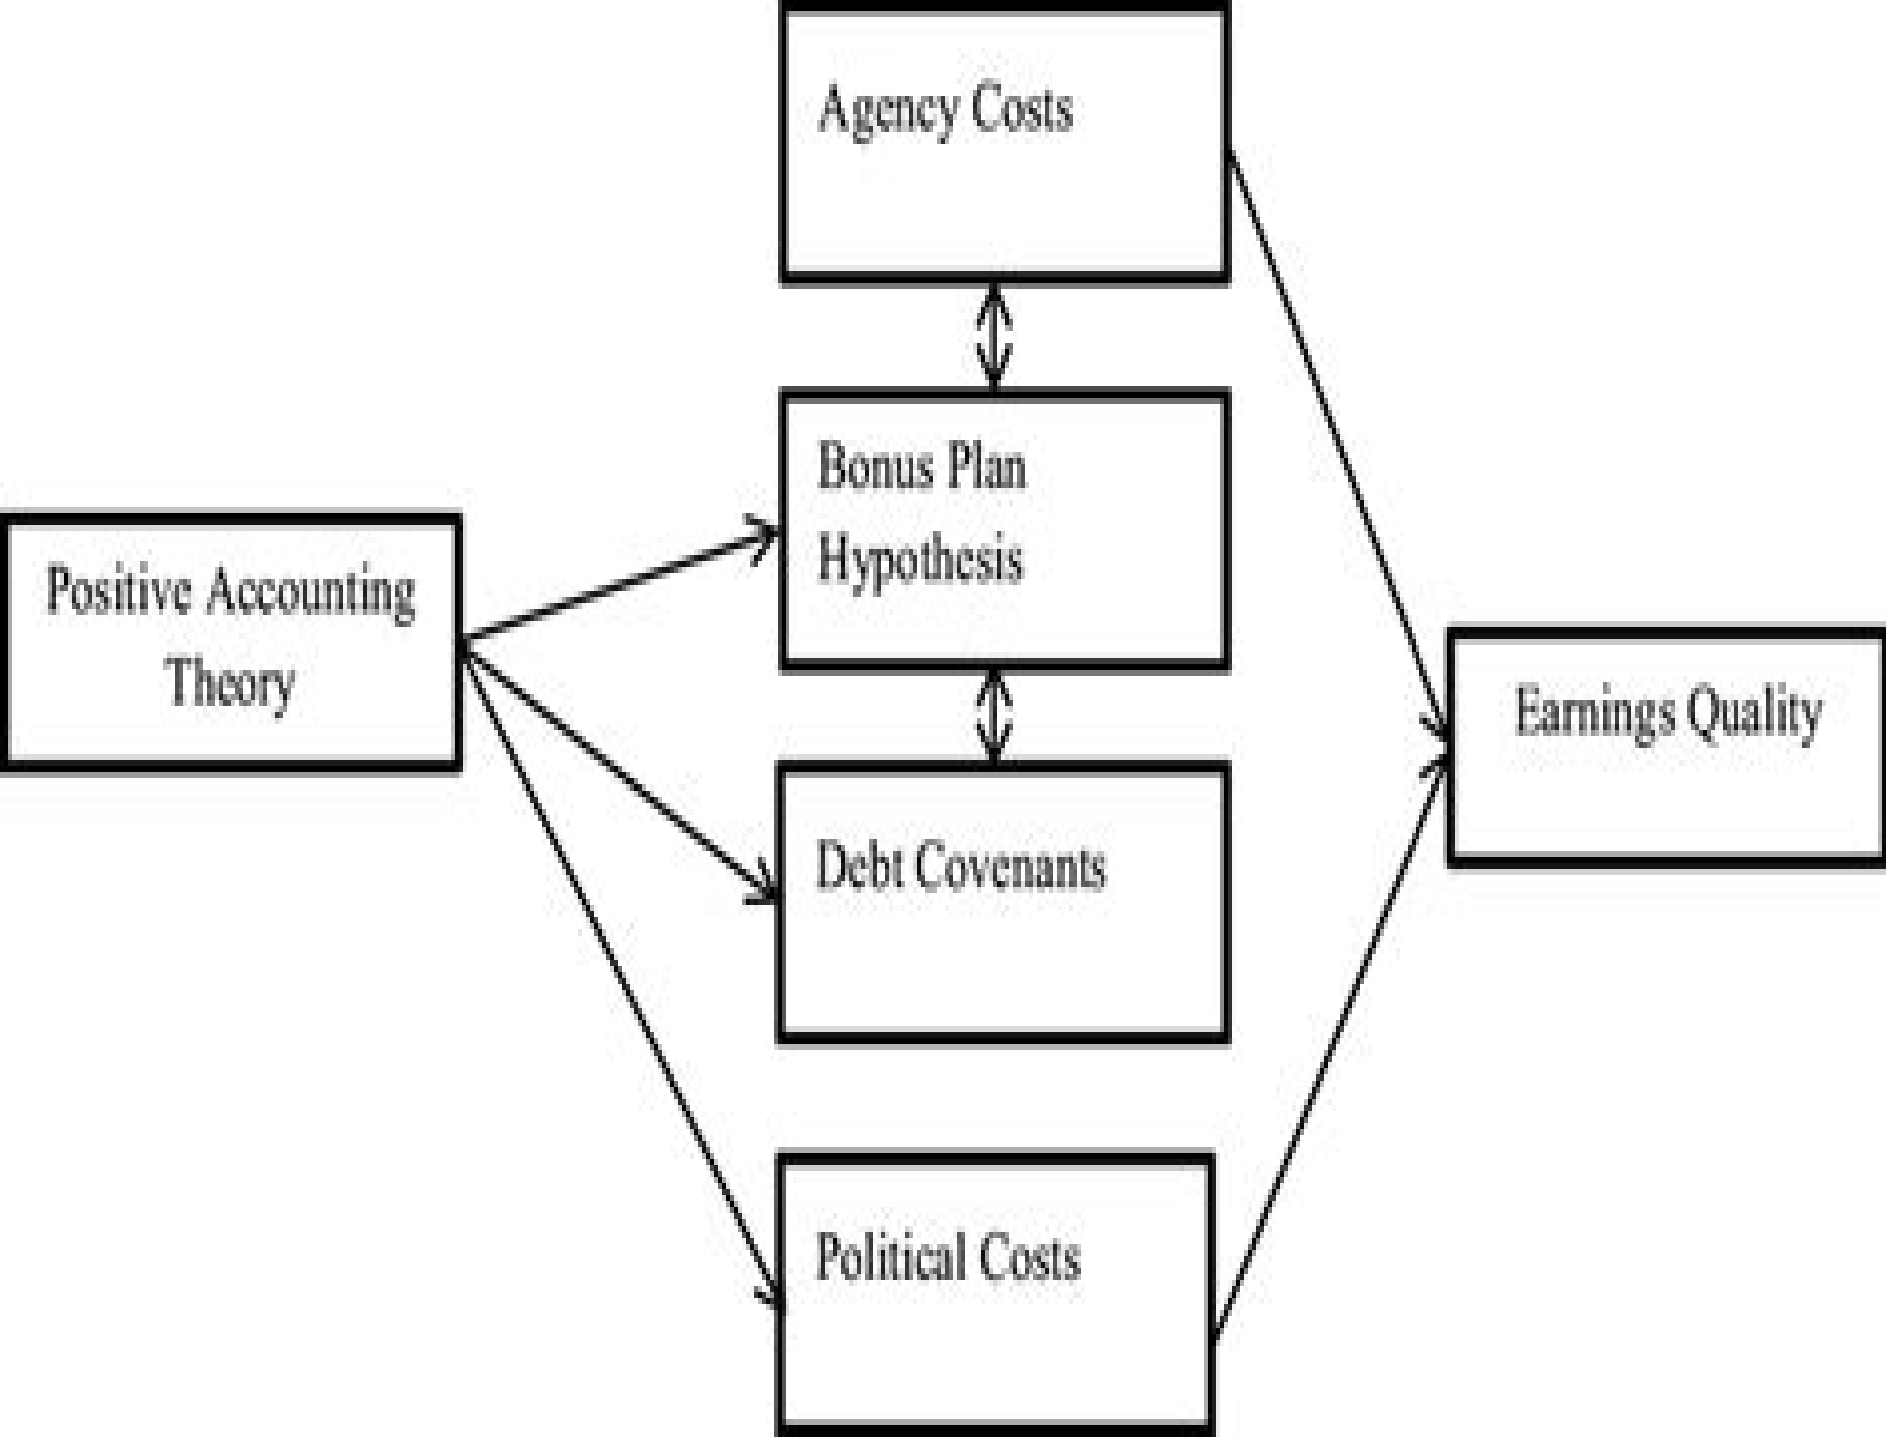 Agency Costs
Bonus Plan
Hypothesis
Positive Accounting
Theory
Earnings Quality
Debt Covenants
Political Costs